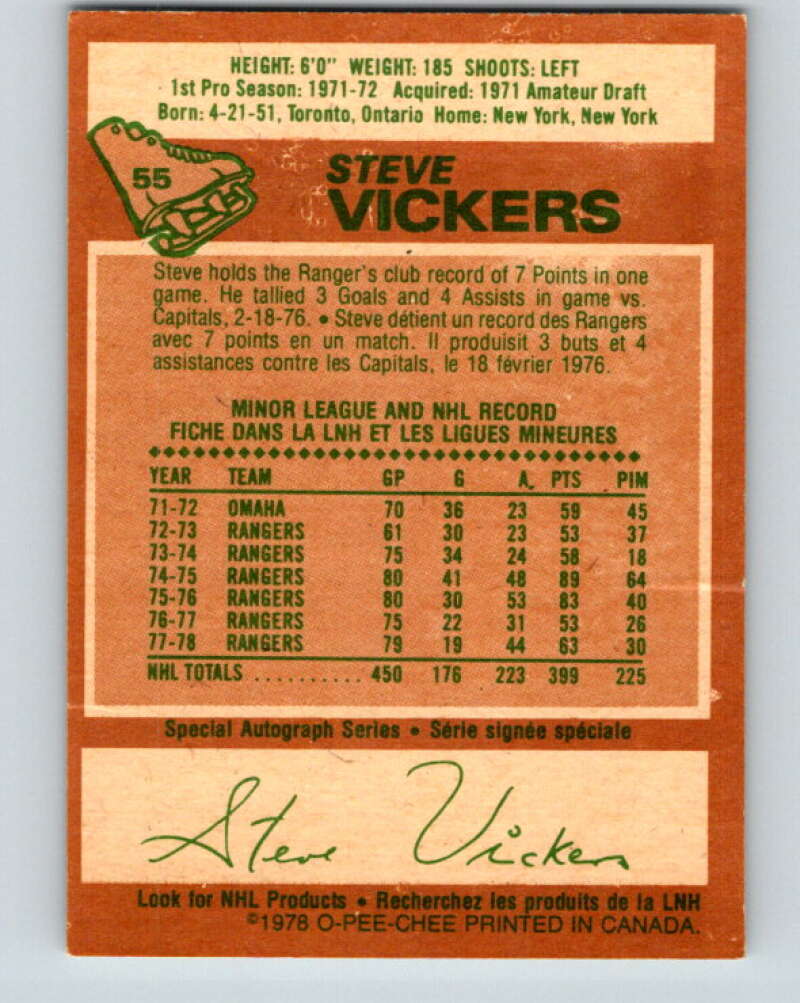 HEIGHT: 6'0" WEIGHT: 185 SHOOTS: LEFT
1st Pro Season: 1971-72 Acquired: 1971 Amateur Draft
Born: 4-21-51, Toronto, Ontario Home: New York, New York
55
STEVE
VICKERS
Steve holds the Ranger's club record of 7 Points in one
game. He tallied 3 Goals and 4 Assists in game vs.
Capitals, 2-18-76. • Steve détient un record des Rangers
avec 7 points en un match. Il produisit 3 buts et 4
assistances contre les Capitals, le 18 février 1976.
MINOR LEAGUE AND NHL RECORD
FICHE DANS LA LNH ET LES LIGUES MINEURES
YEAR TEAM GP G A PTS PIM
71-72 OMAHA 70 36 23 59 45
72-73 RANGERS 61 30 23 53 37
73-74 RANGERS 75 34 24 58 18
74-75 RANGERS 80 41 48 89 64
75-76 RANGERS 80 30 53 83 40
76-77 RANGERS 75 22 31 53 26
77-78 RANGERS 79 19 44 63 30
NHL TOTALS .......... 450 176 223 399 225
Special Autograph Series • Série signée spéciale
Steve Vickers
Look for NHL Products • Recherchez les produits de la LNH
©1978 O-PEE-CHEE PRINTED IN CANADA.